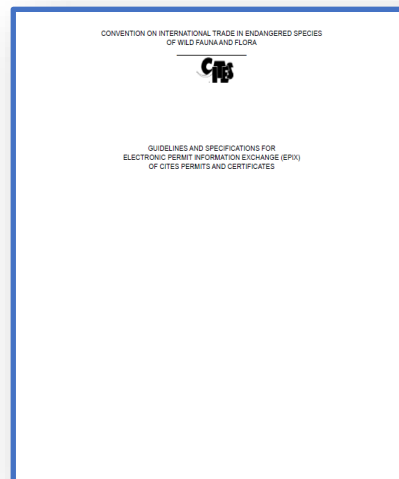 CONVENTION ON INTERNATIONAL TRADE IN ENDANGERED SPECIES
OF WILD FAUNA AND FLORA
CITES
GUIDELINES AND SPECIFICATIONS FOR
ELECTRONIC PERMIT INFORMATION EXCHANGE (EPIX)
OF CITES PERMITS AND CERTIFICATES